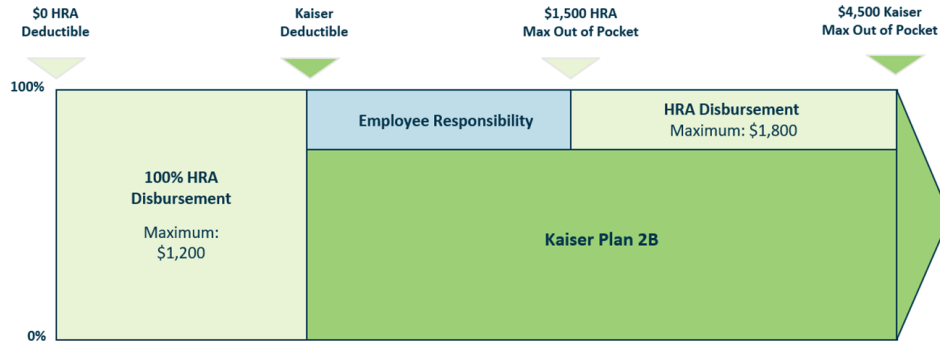 $0 HRA
Deductible
Kaiser
Deductible
$1,500 HRA
Max Out of Pocket
$4,500 Kaiser
Max Out of Pocket
100%
Employee Responsibility
HRA Disbursement
Maximum: $1,800
100% HRA
Disbursement
Maximum:
$1,200
Kaiser Plan 2B
0%